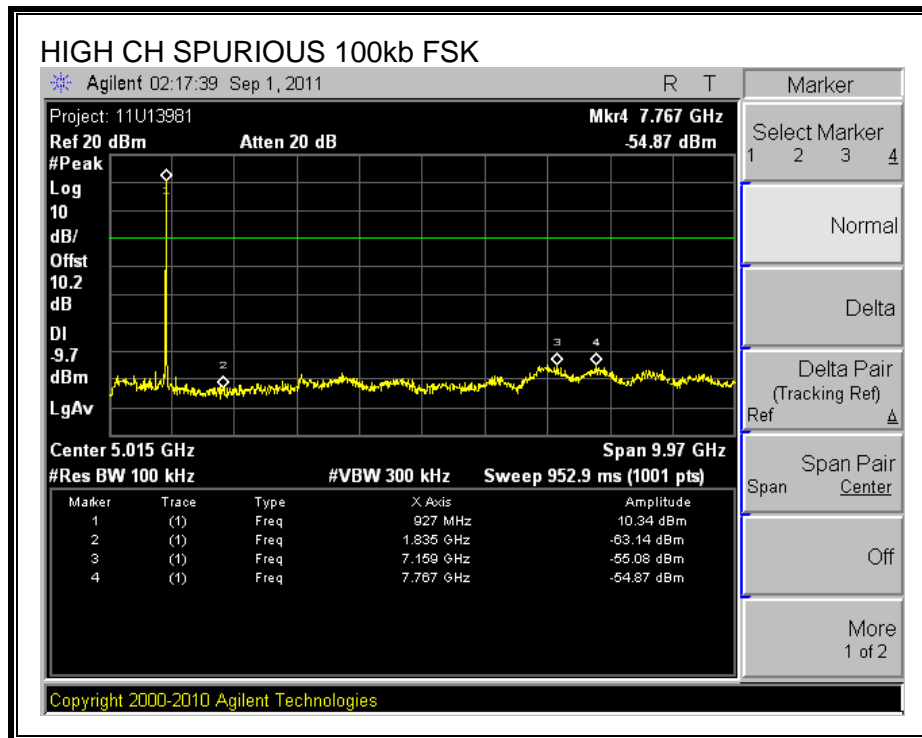 HIGH CH SPURIOUS 100kb FSK
Agilent 02:17:39 Sep 1, 2011 R T
Project: 11U13981 Mkr4 7.767 GHz
Ref 20 dBm Atten 20 dB -54.87 dBm
#Peak
Log
10
dB/
Offst
10.2
dB
DI
-9.7
dBm
LgAv
1
2
3 4
Center 5.015 GHz Span 9.97 GHz
#Res BW 100 kHz #VBW 300 kHz Sweep 952.9 ms (1001 pts)
Marker Trace Type X Axis Amplitude
1 (1) Freq 927 MHz 10.34 dBm
2 (1) Freq 1.835 GHz -63.14 dBm
3 (1) Freq 7.159 GHz -55.08 dBm
4 (1) Freq 7.767 GHz -54.87 dBm
Copyright 2000-2010 Agilent Technologies
Marker
Select Marker
1 2 3 4
Normal
Delta
Delta Pair
(Tracking Ref)
Ref Δ
Span Pair
Span Center
Off
More
1 of 2